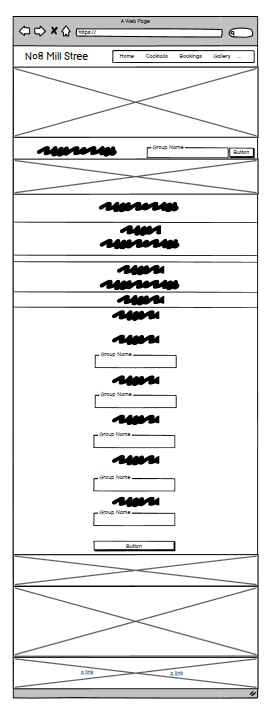 A Web Page
https://
No8 Mill Stree
Home Cocktails Bookings Gallery ...
Group Name
Button
Group Name
Group Name
Group Name
Group Name
Group Name
Button
a link a link